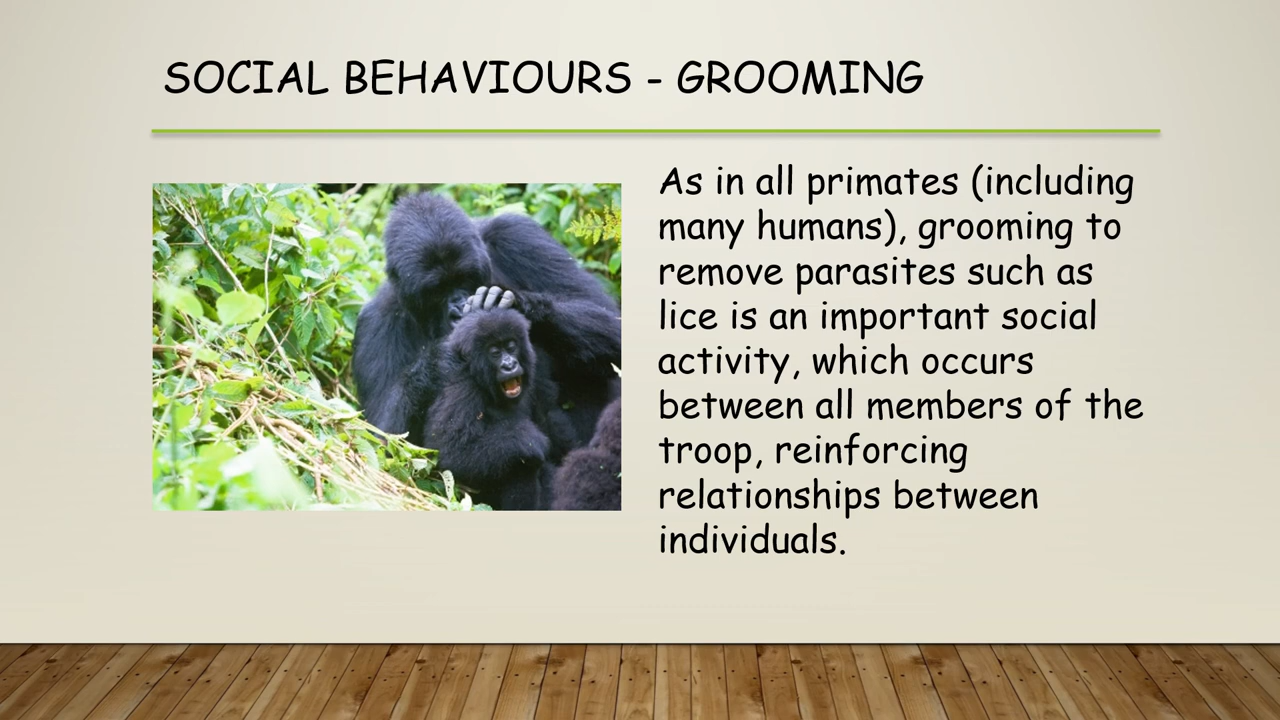 SOCIAL BEHAVIOURS - GROOMING
As in all primates (including
many humans), grooming to
remove parasites such as
lice is an important social
activity, which occurs
between all members of the
troop, reinforcing
relationships between
individuals.